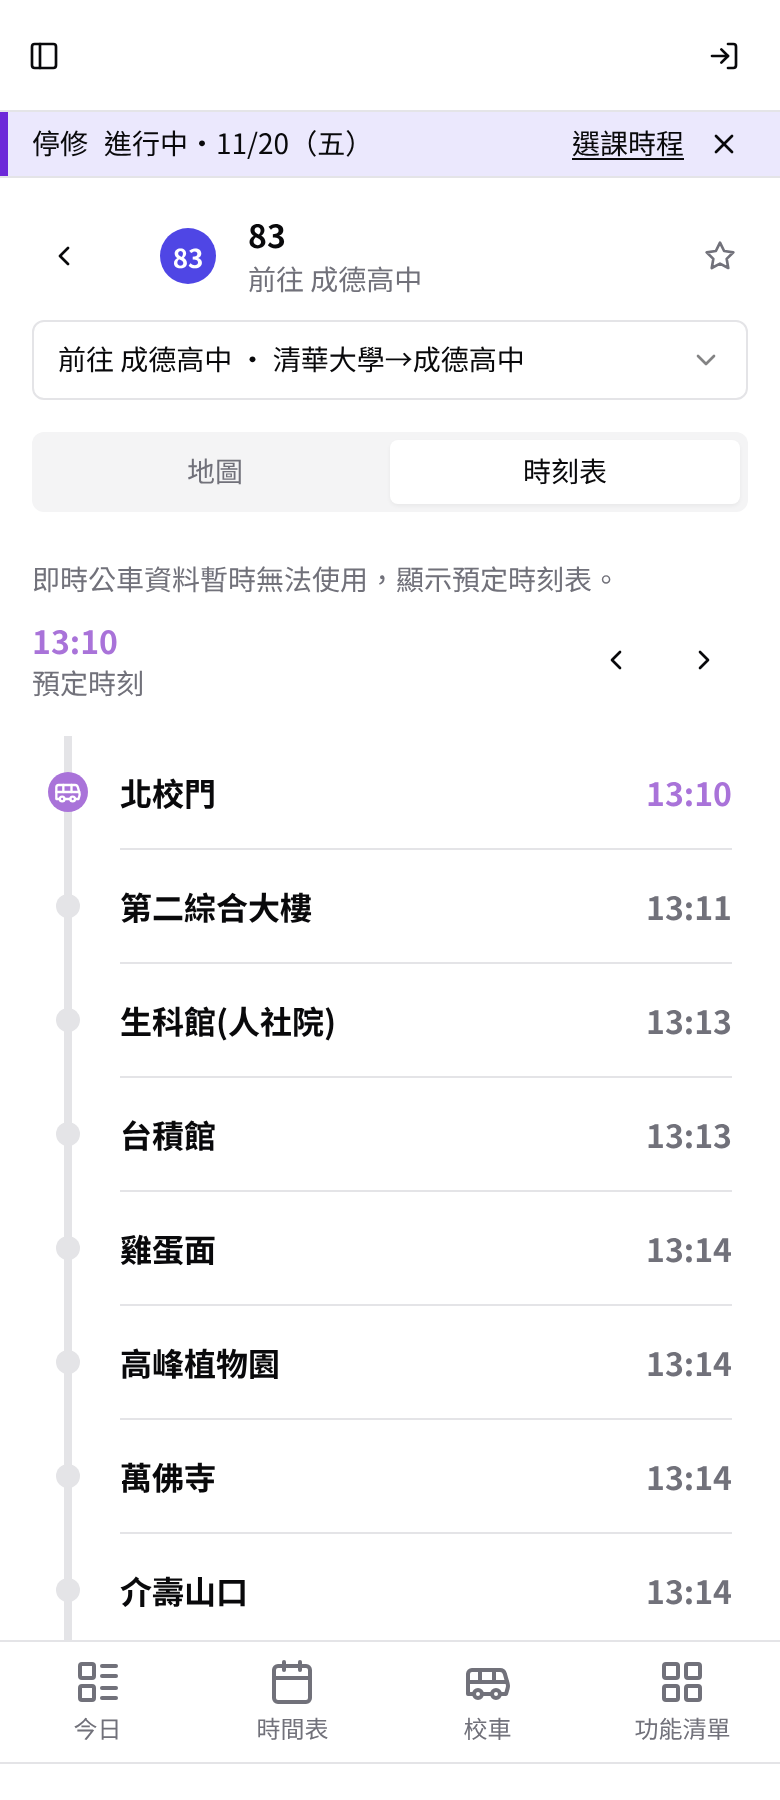 停修 進行中・11/20（五） 選課時程
83
83
前往 成德高中
前往 成德高中 · 清華大學→成德高中
地圖 時刻表
即時公車資料暫時無法使用，顯示預定時刻表。
13:10
預定時刻
北校門 13:10
第二綜合大樓 13:11
生科館(人社院) 13:13
台積館 13:13
雞蛋面 13:14
高峰植物園 13:14
萬佛寺 13:14
介壽山口 13:14
今日 時間表 校車 功能清單